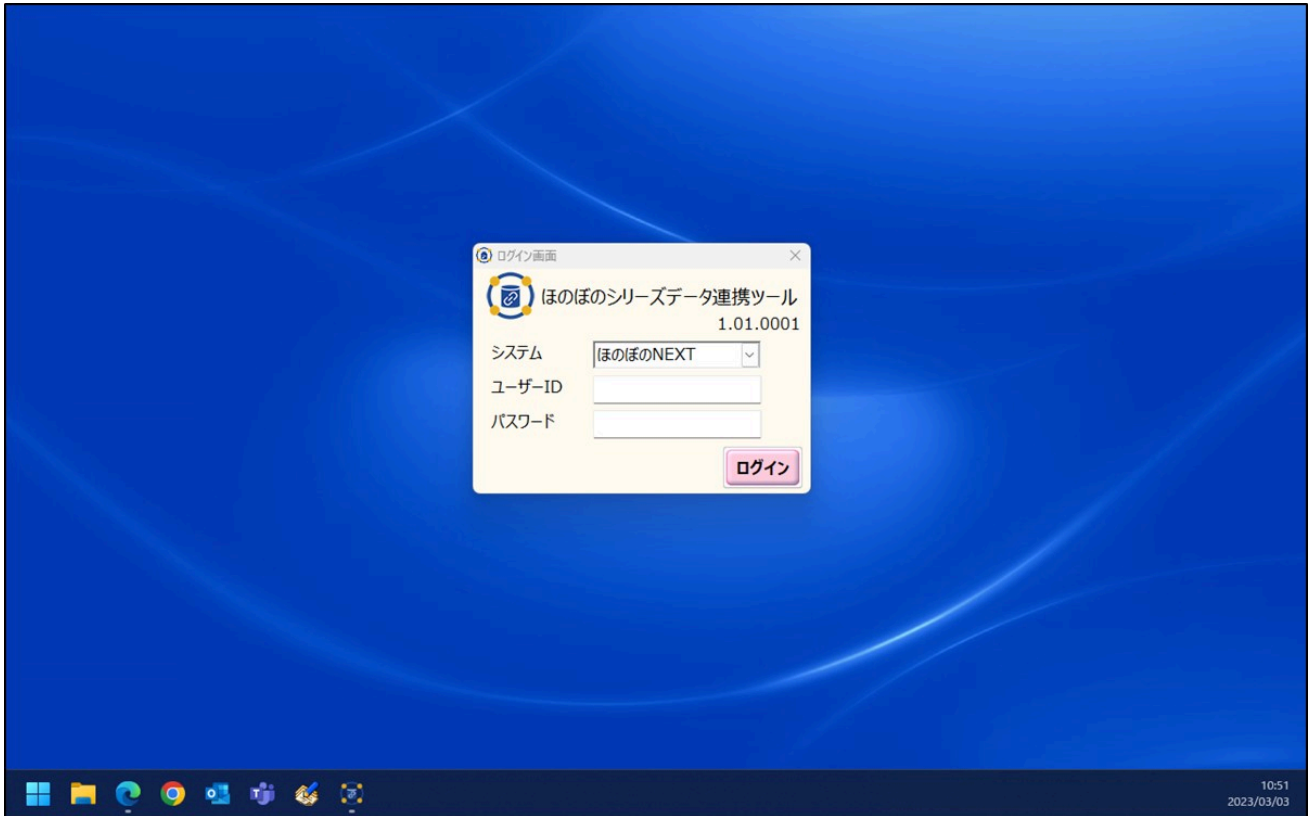 ログイン画面
ほのぼのシリーズデータ連携ツール
1.01.0001
システム ほのぼのNEXT
ユーザーID
パスワード
ログイン
10:51
2023/03/03